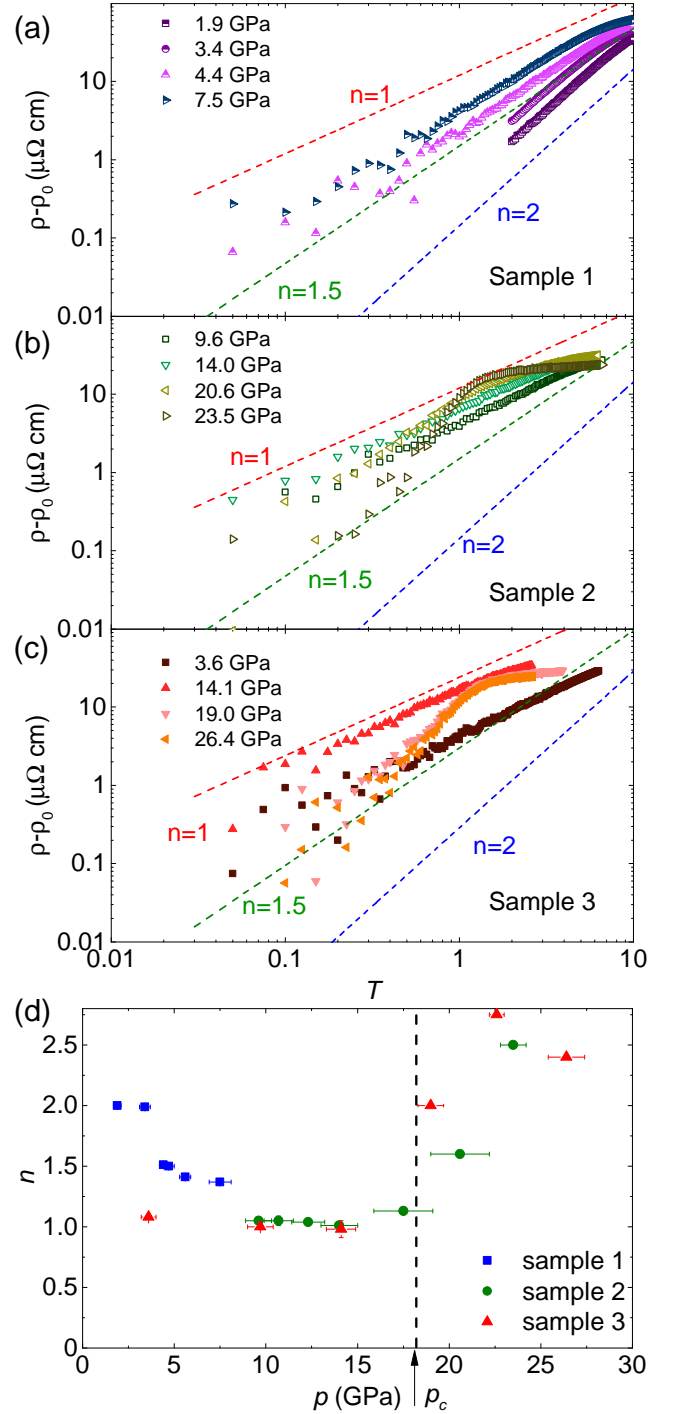 (a)
1.9 GPa
3.4 GPa
4.4 GPa
7.5 GPa
n=1
n=2
n=1.5
Sample 1
10
1
0.1
0.01
ρ-ρ0 (μΩ cm)
(b)
9.6 GPa
14.0 GPa
20.6 GPa
23.5 GPa
n=1
n=2
n=1.5
Sample 2
10
1
0.1
0.01
ρ-ρ0 (μΩ cm)
(c)
3.6 GPa
14.1 GPa
19.0 GPa
26.4 GPa
n=1
n=2
n=1.5
Sample 3
10
1
0.1
0.01
ρ-ρ0 (μΩ cm)
0.01 0.1 1 10
T
(d)
2.5
2.0
1.5
1.0
0.5
0
n
sample 1
sample 2
sample 3
0 5 10 15 20 25 30
p (GPa) pc